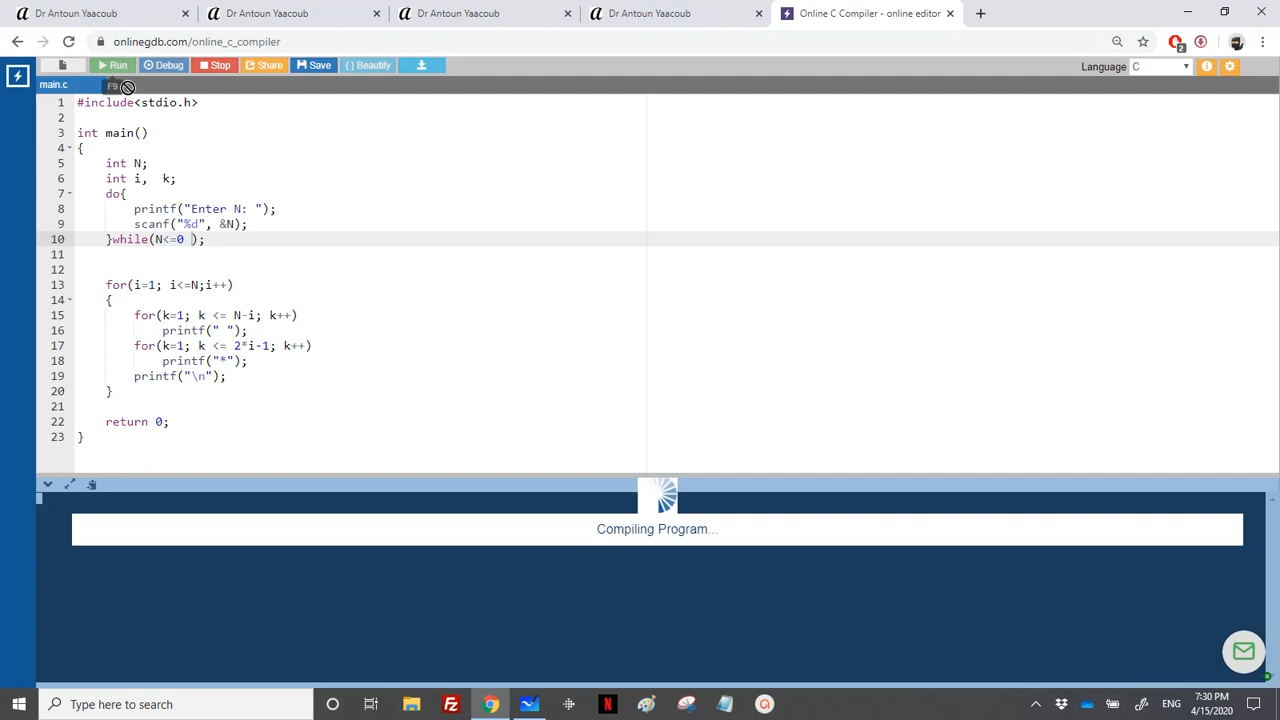 Dr Antoun Yaacoub
Dr Antoun Yaacoub
Dr Antoun Yaacoub
Dr Antoun Yaacoub
Online C Compiler - online editor
onlinegdb.com/online_c_compiler
2
Run
Debug
Stop
Share
Save
{ } Beautify
Language
C
main.c
F9
1 #include<stdio.h>
2
3 int main()
4 {
5 int N;
6 int i, k;
7 do{
8 printf("Enter N: ");
9 scanf("%d", &N);
10 }while(N<=0 );
11
12
13 for(i=1; i<=N;i++)
14 {
15 for(k=1; k <= N-i; k++)
16 printf(" ");
17 for(k=1; k <= 2*i-1; k++)
18 printf("*");
19 printf("\n");
20 }
21
22 return 0;
23 }
Compiling Program...
Type here to search
ENG
7:30 PM
4/15/2020